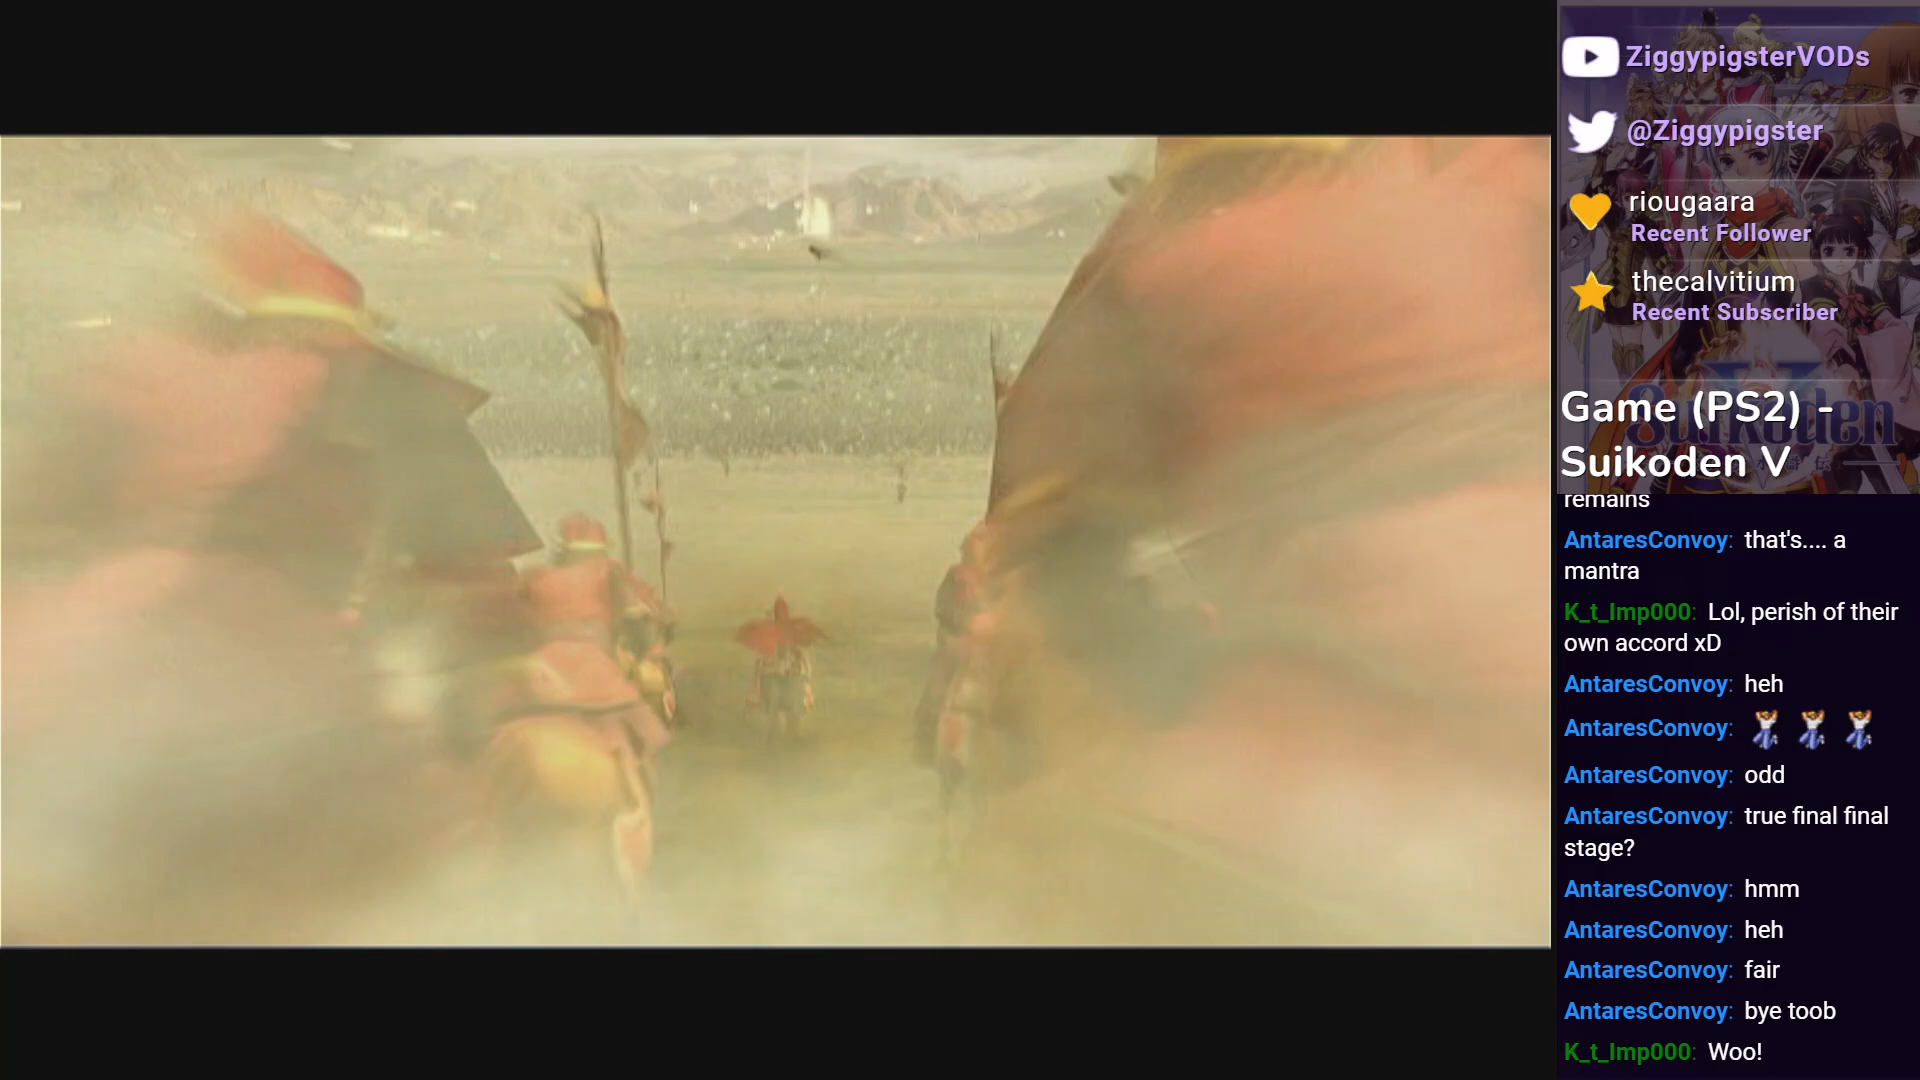 ZiggypigsterVODs
@Ziggypigster
riougaara
Recent Follower
thecalvitium
Recent Subscriber
Game (PS2) -
Suikoden V
Suikoden
remains
AntaresConvoy: that's.... a
mantra
K_t_Imp000: Lol, perish of their
own accord xD
AntaresConvoy: heh
AntaresConvoy:
AntaresConvoy: odd
AntaresConvoy: true final final
stage?
AntaresConvoy: hmm
AntaresConvoy: heh
AntaresConvoy: fair
AntaresConvoy: bye toob
K_t_Imp000: Woo!